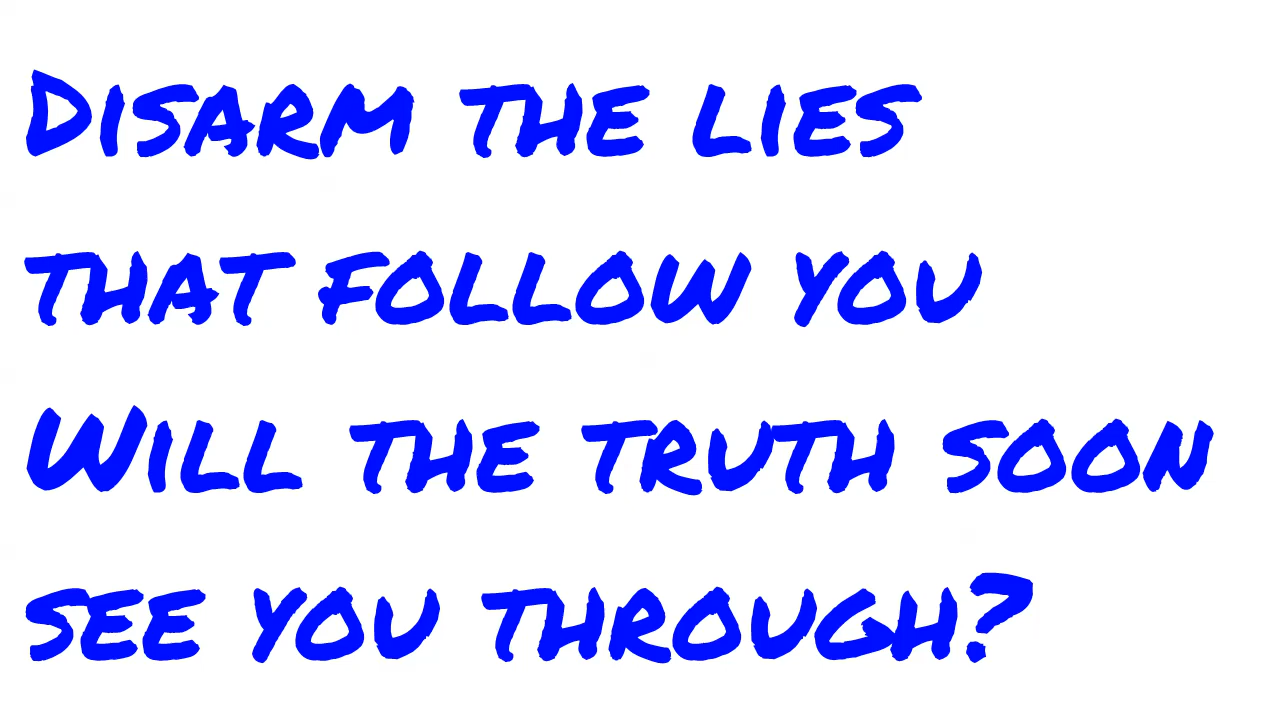 Disarm the lies
that follow you
Will the truth soon
see you through?